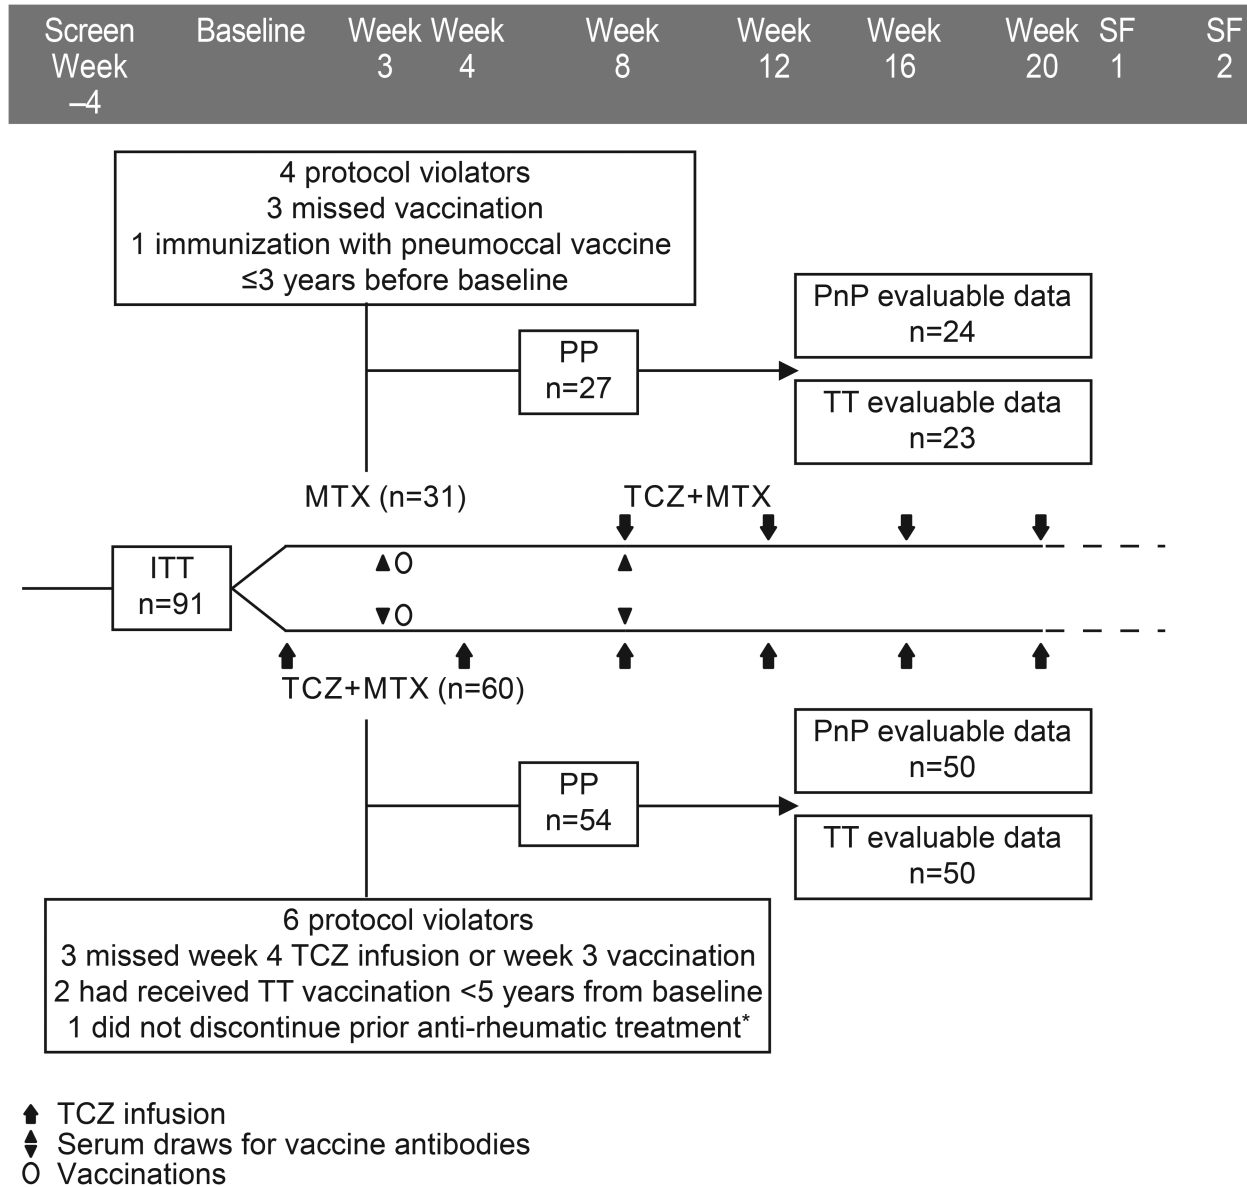 Screen Week –4
Baseline
Week 3
Week 4
Week 8
Week 12
Week 16
Week 20
SF 1
SF 2
4 protocol violators
3 missed vaccination
1 immunization with pneumoccal vaccine
≤3 years before baseline
PnP evaluable data
n=24
PP
n=27
TT evaluable data
n=23
MTX (n=31)
TCZ+MTX
ITT
n=91
TCZ+MTX (n=60)
PnP evaluable data
n=50
PP
n=54
TT evaluable data
n=50
6 protocol violators
3 missed week 4 TCZ infusion or week 3 vaccination
2 had received TT vaccination <5 years from baseline
1 did not discontinue prior anti-rheumatic treatment*
TCZ infusion
Serum draws for vaccine antibodies
Vaccinations